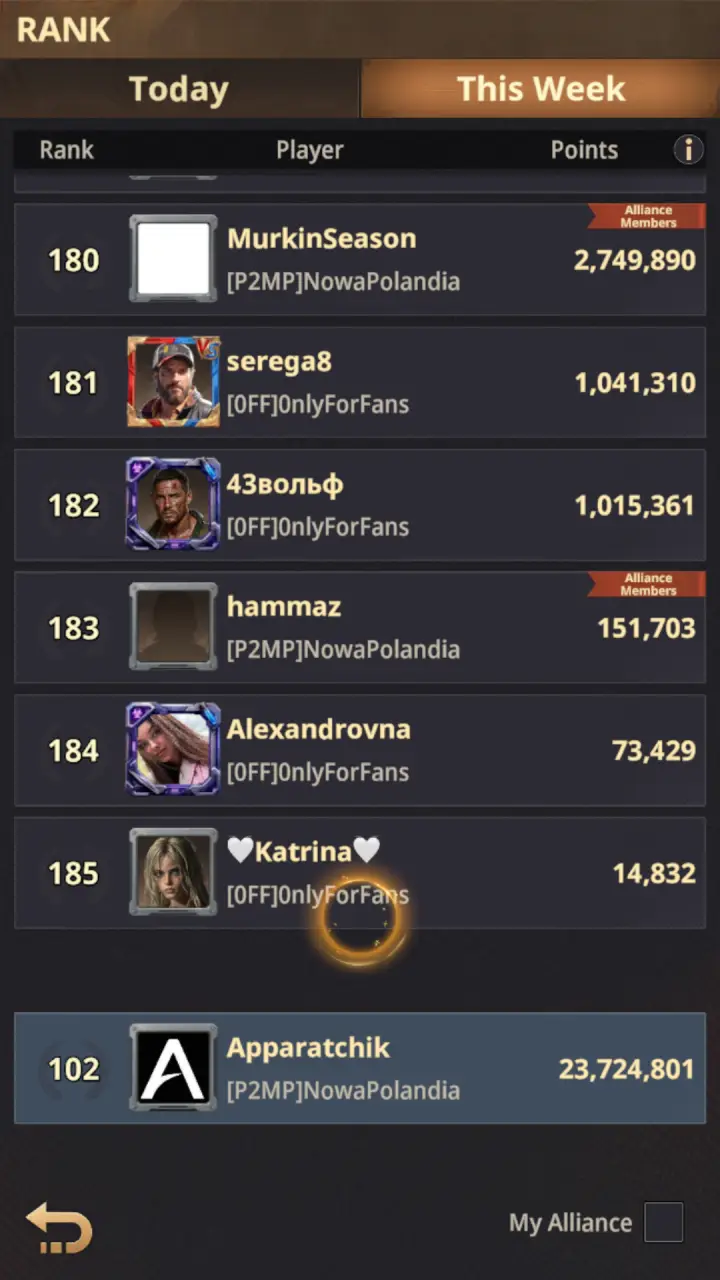 RANK
Today
This Week
Rank
Player
Points
i
Alliance
Members
180
MurkinSeason
[P2MP]NowaPolandia
2,749,890
181
serega8
[0FF]0nlyForFans
1,041,310
182
43вольф
[0FF]0nlyForFans
1,015,361
Alliance
Members
183
hammaz
[P2MP]NowaPolandia
151,703
184
Alexandrovna
[0FF]0nlyForFans
73,429
185
🤍Katrina🤍
[0FF]0nlyForFans
14,832
102
Apparatchik
[P2MP]NowaPolandia
23,724,801
My Alliance